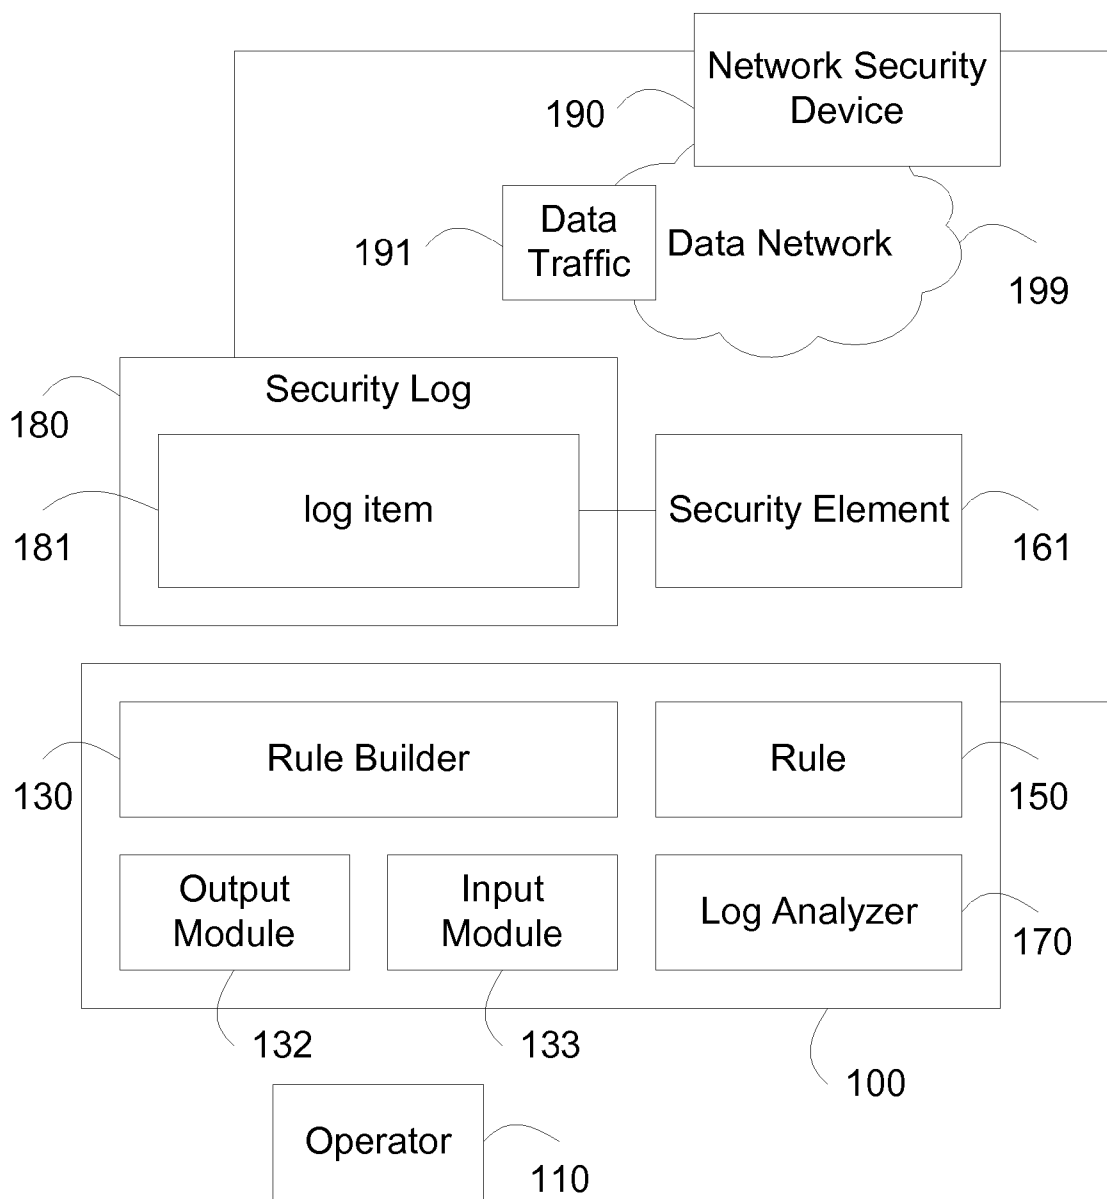 Network Security
Device
190
Data
Traffic
191
Data Network
199
Security Log
180
log item
181
Security Element
161
Rule Builder
130
Rule
150
Output
Module
Input
Module
Log Analyzer
170
132
133
100
Operator
110